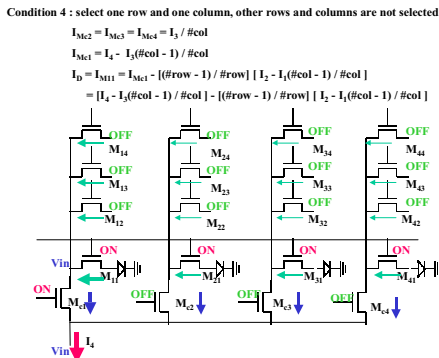 Condition 4 : select one row and one column, other rows and columns are not selected
I_Mc2 = I_Mc3 = I_Mc4 = I_3 / #col
I_Mc1 = I_4 - I_3(#col - 1) / #col
I_D = I_M11 = I_Mc1 - [(#row - 1) / #row] [ I_2 - I_1(#col - 1) / #col ]
= [I_4 - I_3(#col - 1) / #col ] - [(#row - 1) / #row] [ I_2 - I_1(#col - 1) / #col ]
OFF OFF OFF OFF
M14 M24 M34 M44
OFF OFF OFF OFF
M13 M23 M33 M43
OFF OFF OFF OFF
M12 M22 M32 M42
ON ON ON ON
Vin M11 M21 M31 M41
ON OFF OFF OFF
Mc1 Mc2 Mc3 Mc4
I4
Vin